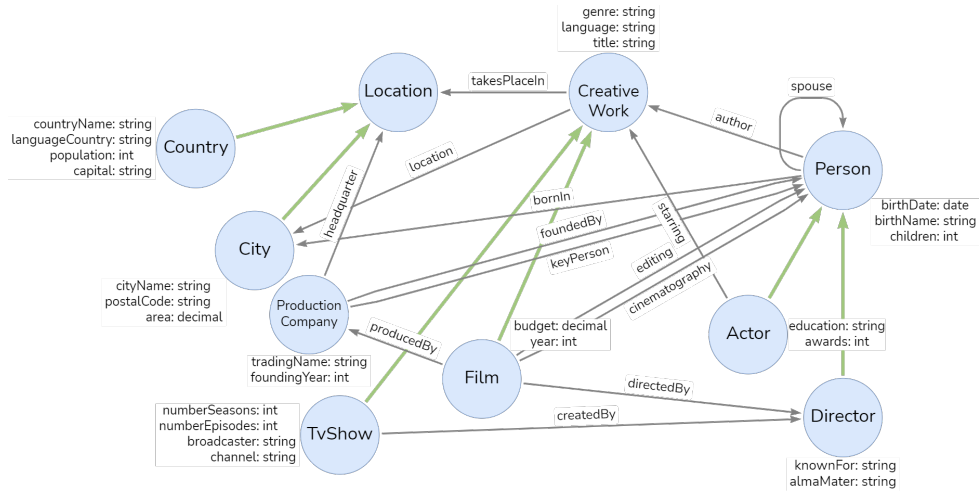 genre: string
language: string
title: string
takesPlaceIn
Location
Creative
Work
spouse
author
countryName: string
languageCountry: string
population: int
capital: string
Country
location
Person
headquarter
bornIn
birthDate: date
birthName: string
children: int
foundedBy
starring
City
keyPerson
editing
cinematography
cityName: string
postalCode: string
area: decimal
Production
Company
producedBy
budget: decimal
year: int
Actor
education: string
awards: int
tradingName: string
foundingYear: int
Film
directedBy
numberSeasons: int
numberEpisodes: int
broadcaster: string
channel: string
TvShow
createdBy
Director
knownFor: string
almaMater: string